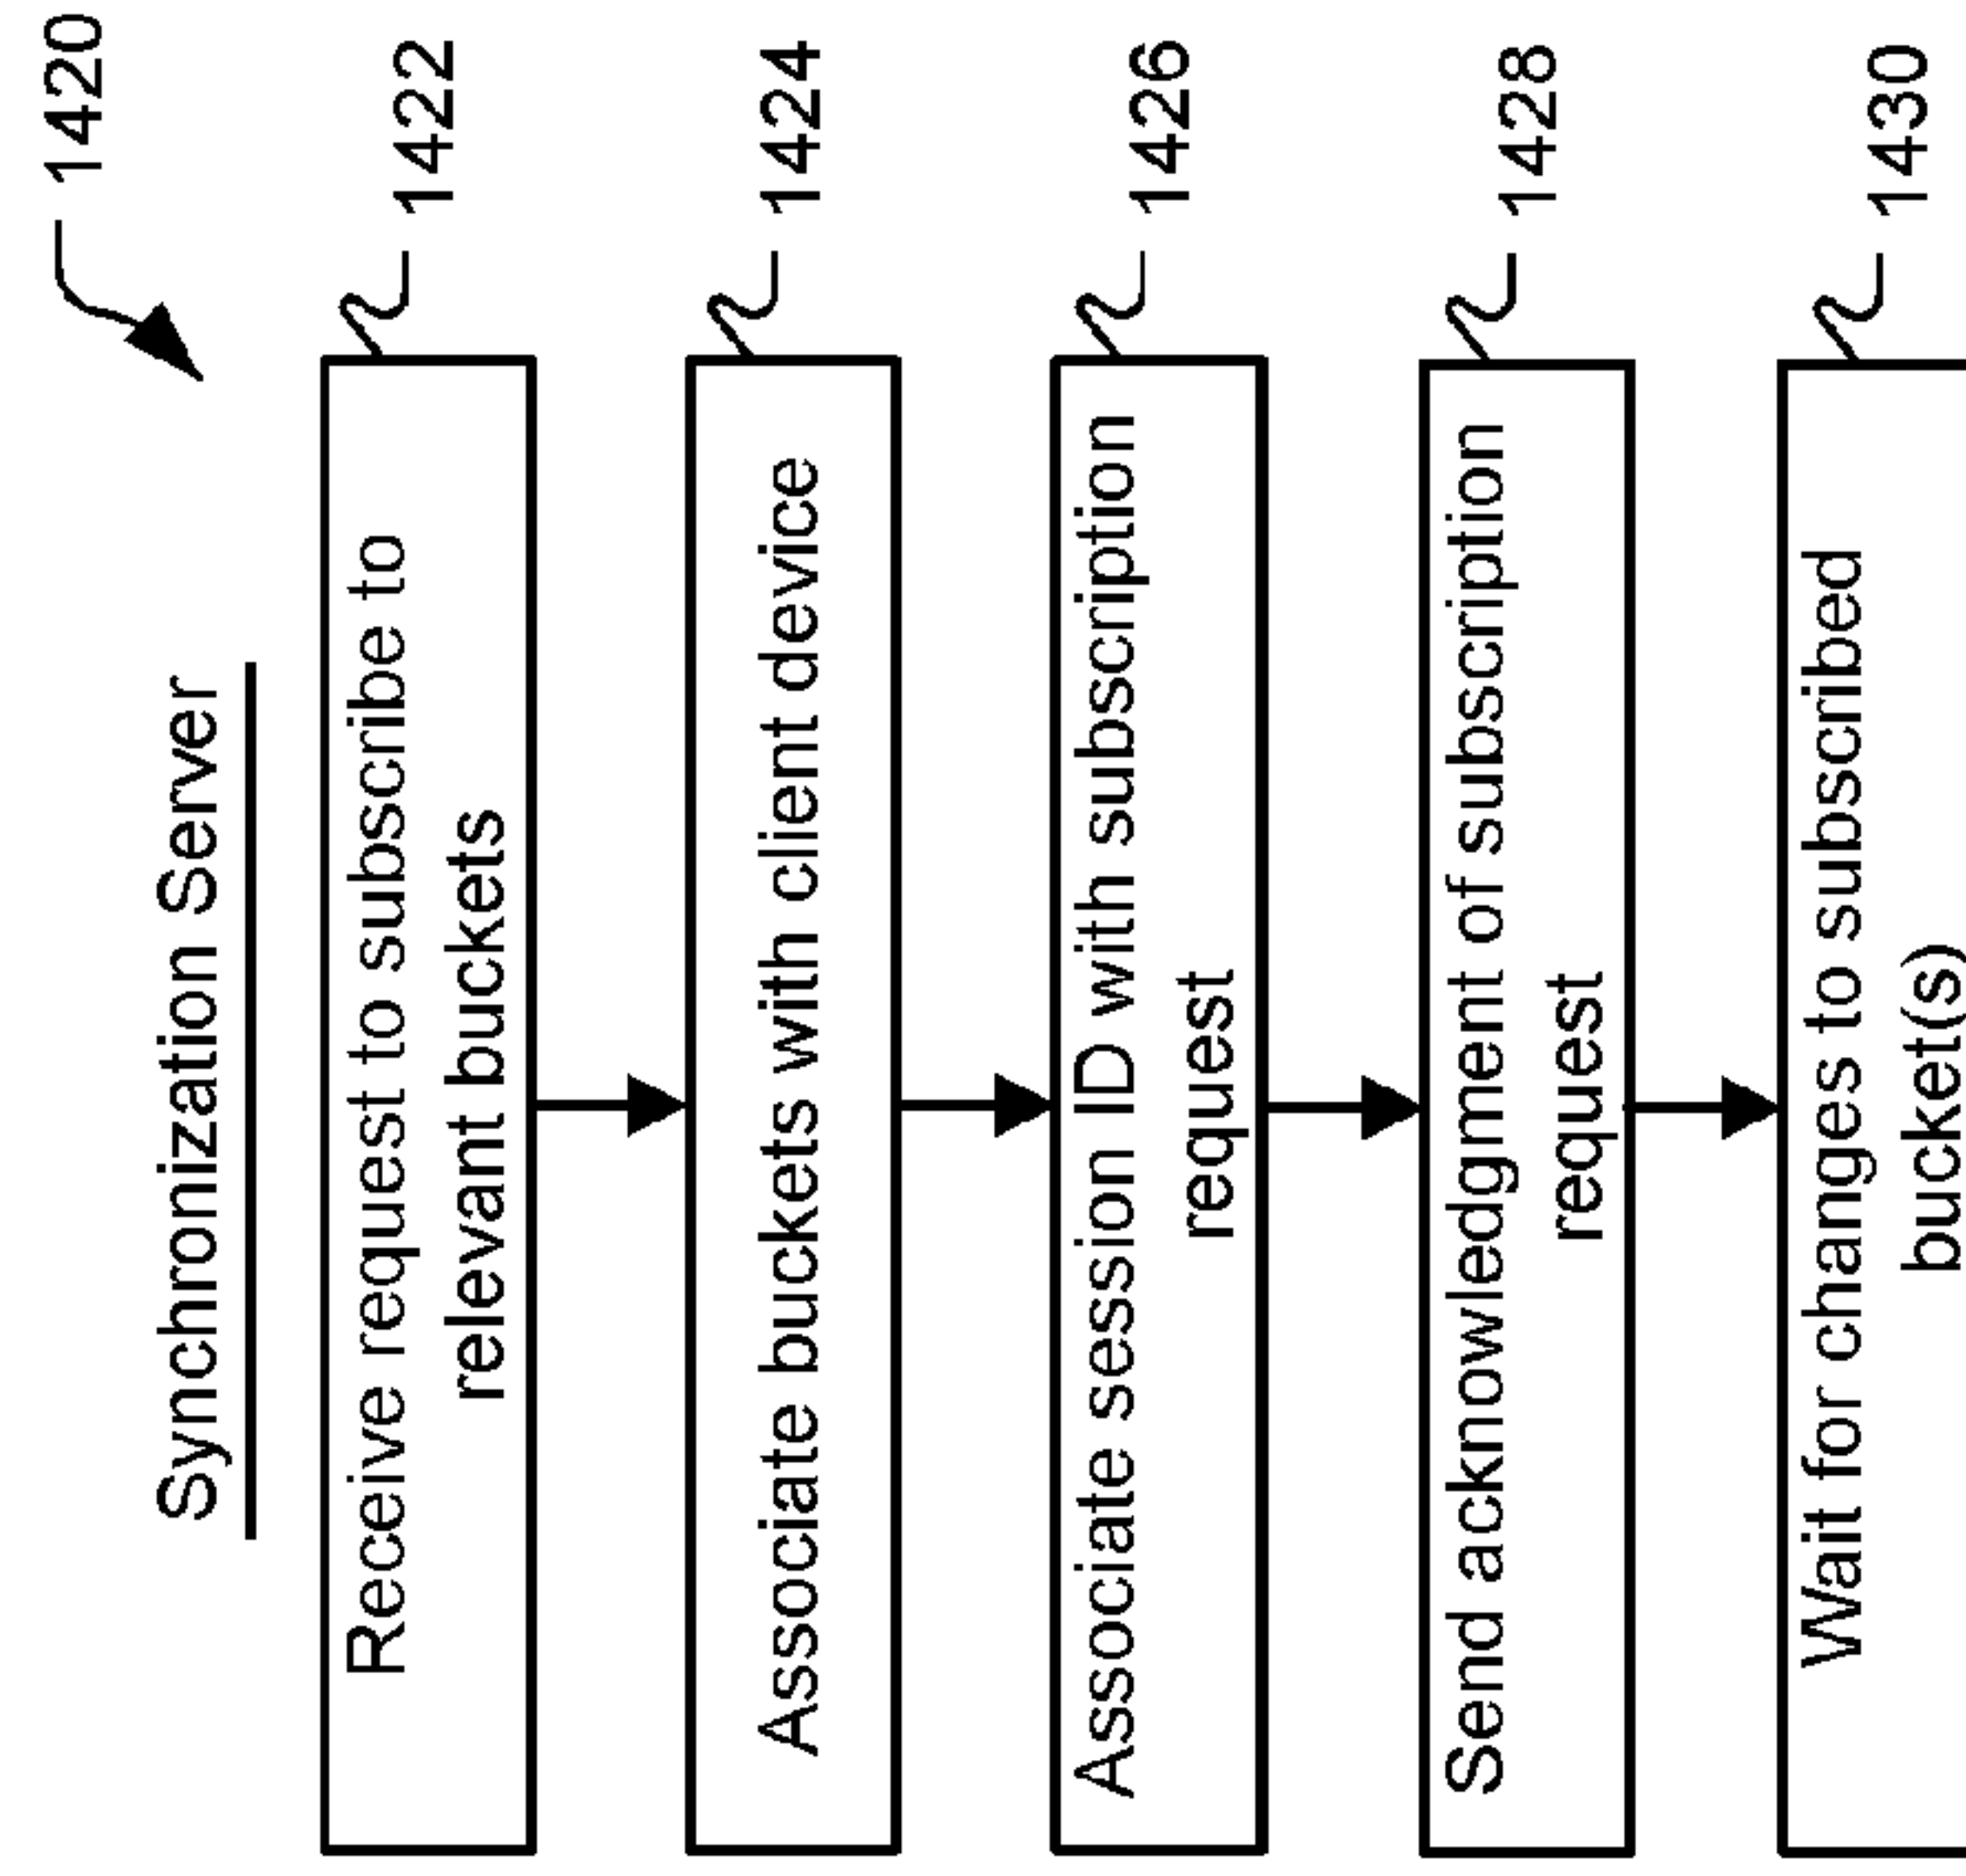 1420
Synchronization Server
Receive request to subscribe to
relevant buckets
1422
Associate buckets with client device
1424
Associate session ID with subscription
request
1426
Send acknowledgment of subscription
request
1428
Wait for changes to subscribed
bucket(s)
1430